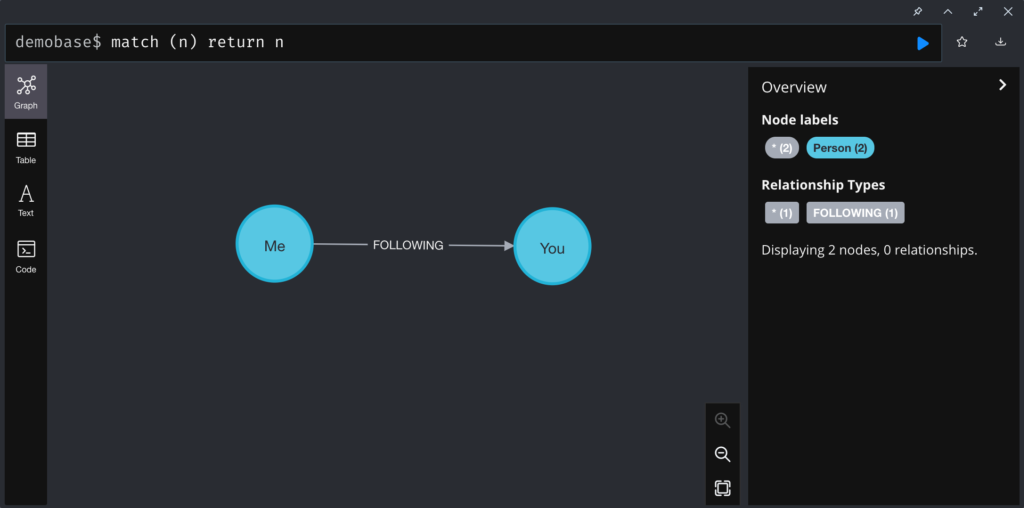 demobase$ match (n) return n
Graph
Table
Text
Code
Me
FOLLOWING
You
Overview
Node labels
* (2) Person (2)
Relationship Types
* (1) FOLLOWING (1)
Displaying 2 nodes, 0 relationships.